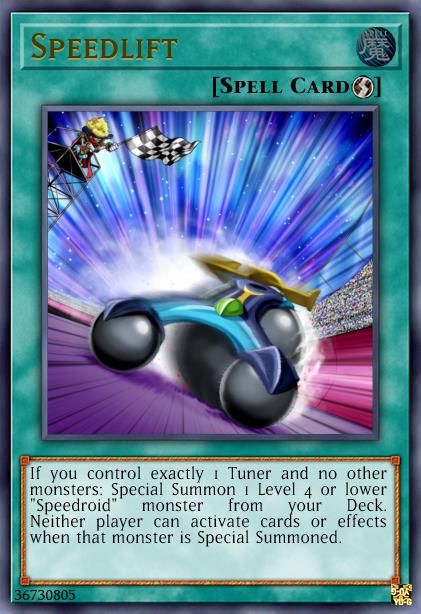 Speedlift
[Spell Card]
If you control exactly 1 Tuner and no other
monsters: Special Summon 1 Level 4 or lower
"Speedroid" monster from your Deck.
Neither player can activate cards or effects
when that monster is Special Summoned.
36730805